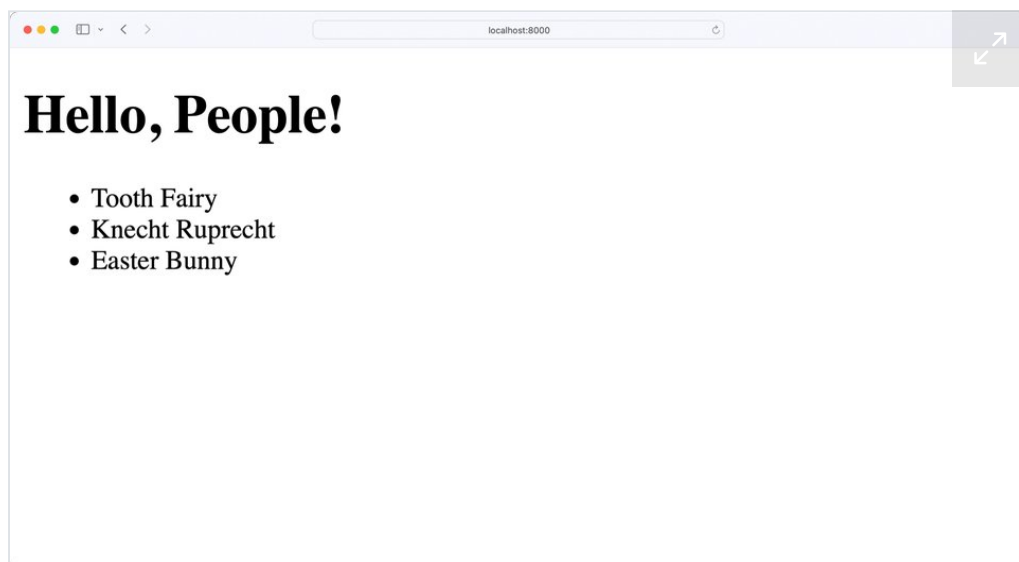 localhost:8000
Hello, People!
• Tooth Fairy
• Knecht Ruprecht
• Easter Bunny